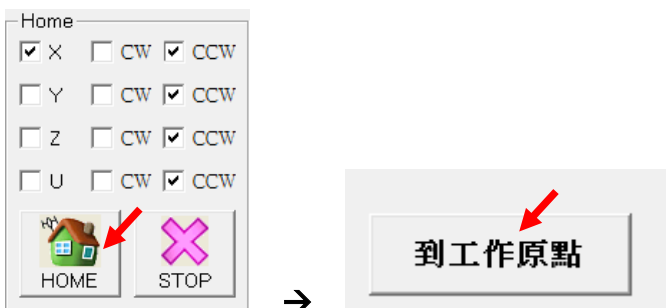 Home
X CW CCW
Y CW CCW
Z CW CCW
U CW CCW
HOME STOP
→
到工作原點